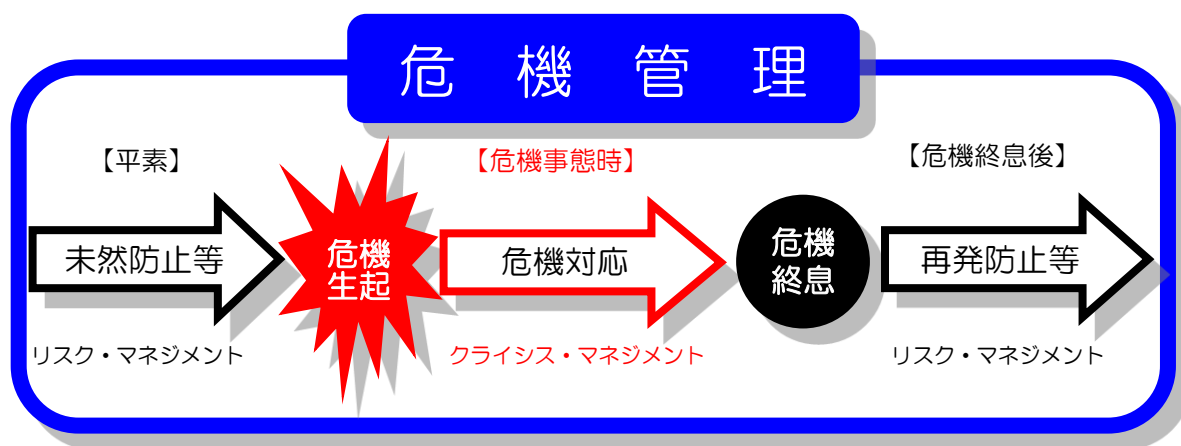 危機管理
【平素】
【危機事態時】
【危機終息後】
未然防止等
危機
生起
危機対応
危機
終息
再発防止等
リスク・マネジメント
クライシス・マネジメント
リスク・マネジメント